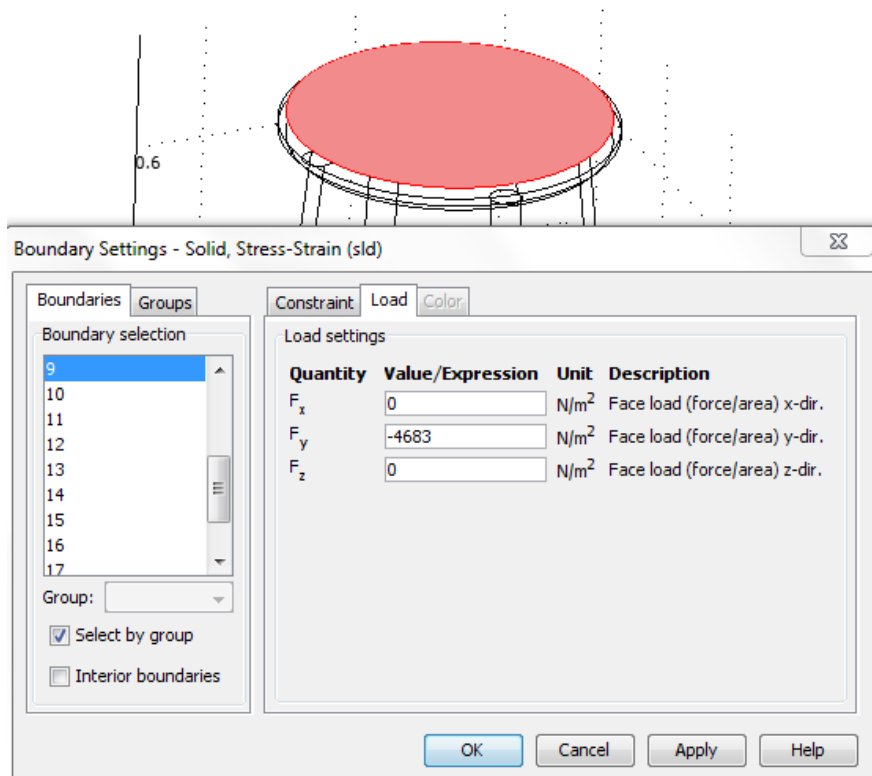 0.6
Boundary Settings - Solid, Stress-Strain (sld)
Boundaries Groups
Constraint Load Color
Boundary selection
Load settings
9
10
11
12
13
14
15
16
17
Quantity Value/Expression Unit Description
Fx 0 N/m² Face load (force/area) x-dir.
Fy -4683 N/m² Face load (force/area) y-dir.
Fz 0 N/m² Face load (force/area) z-dir.
Group:
Select by group
Interior boundaries
OK Cancel Apply Help